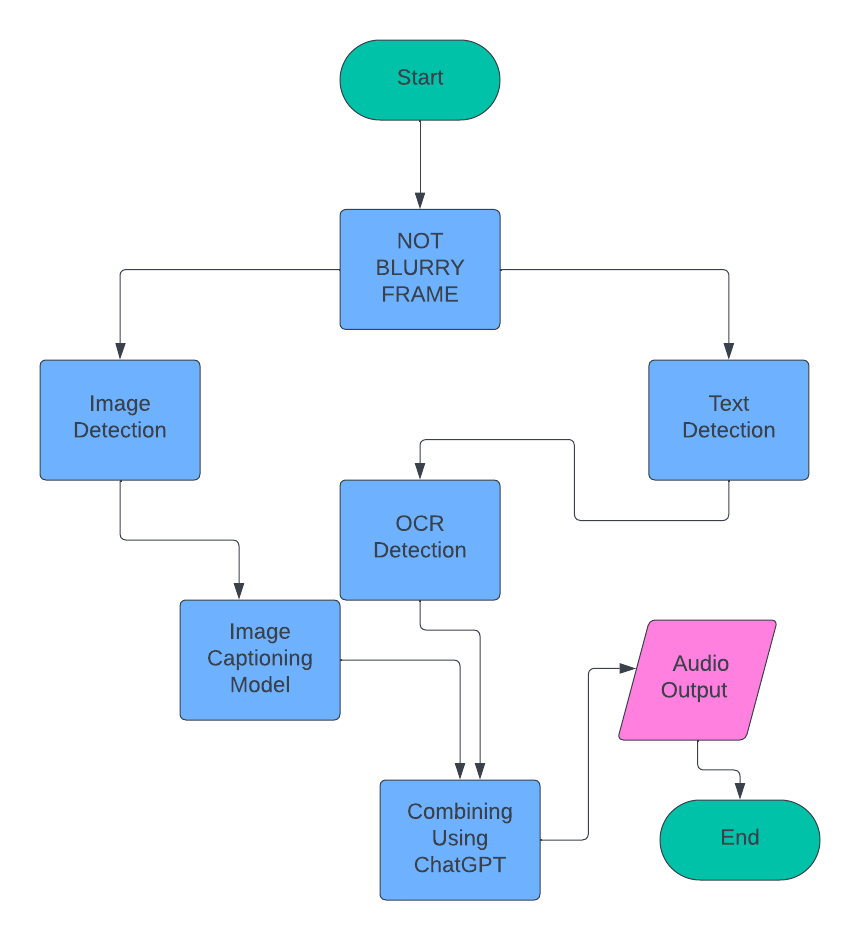 Start
NOT
BLURRY
FRAME
Image
Detection
Text
Detection
OCR
Detection
Image
Captioning
Model
Audio
Output
Combining
Using
ChatGPT
End